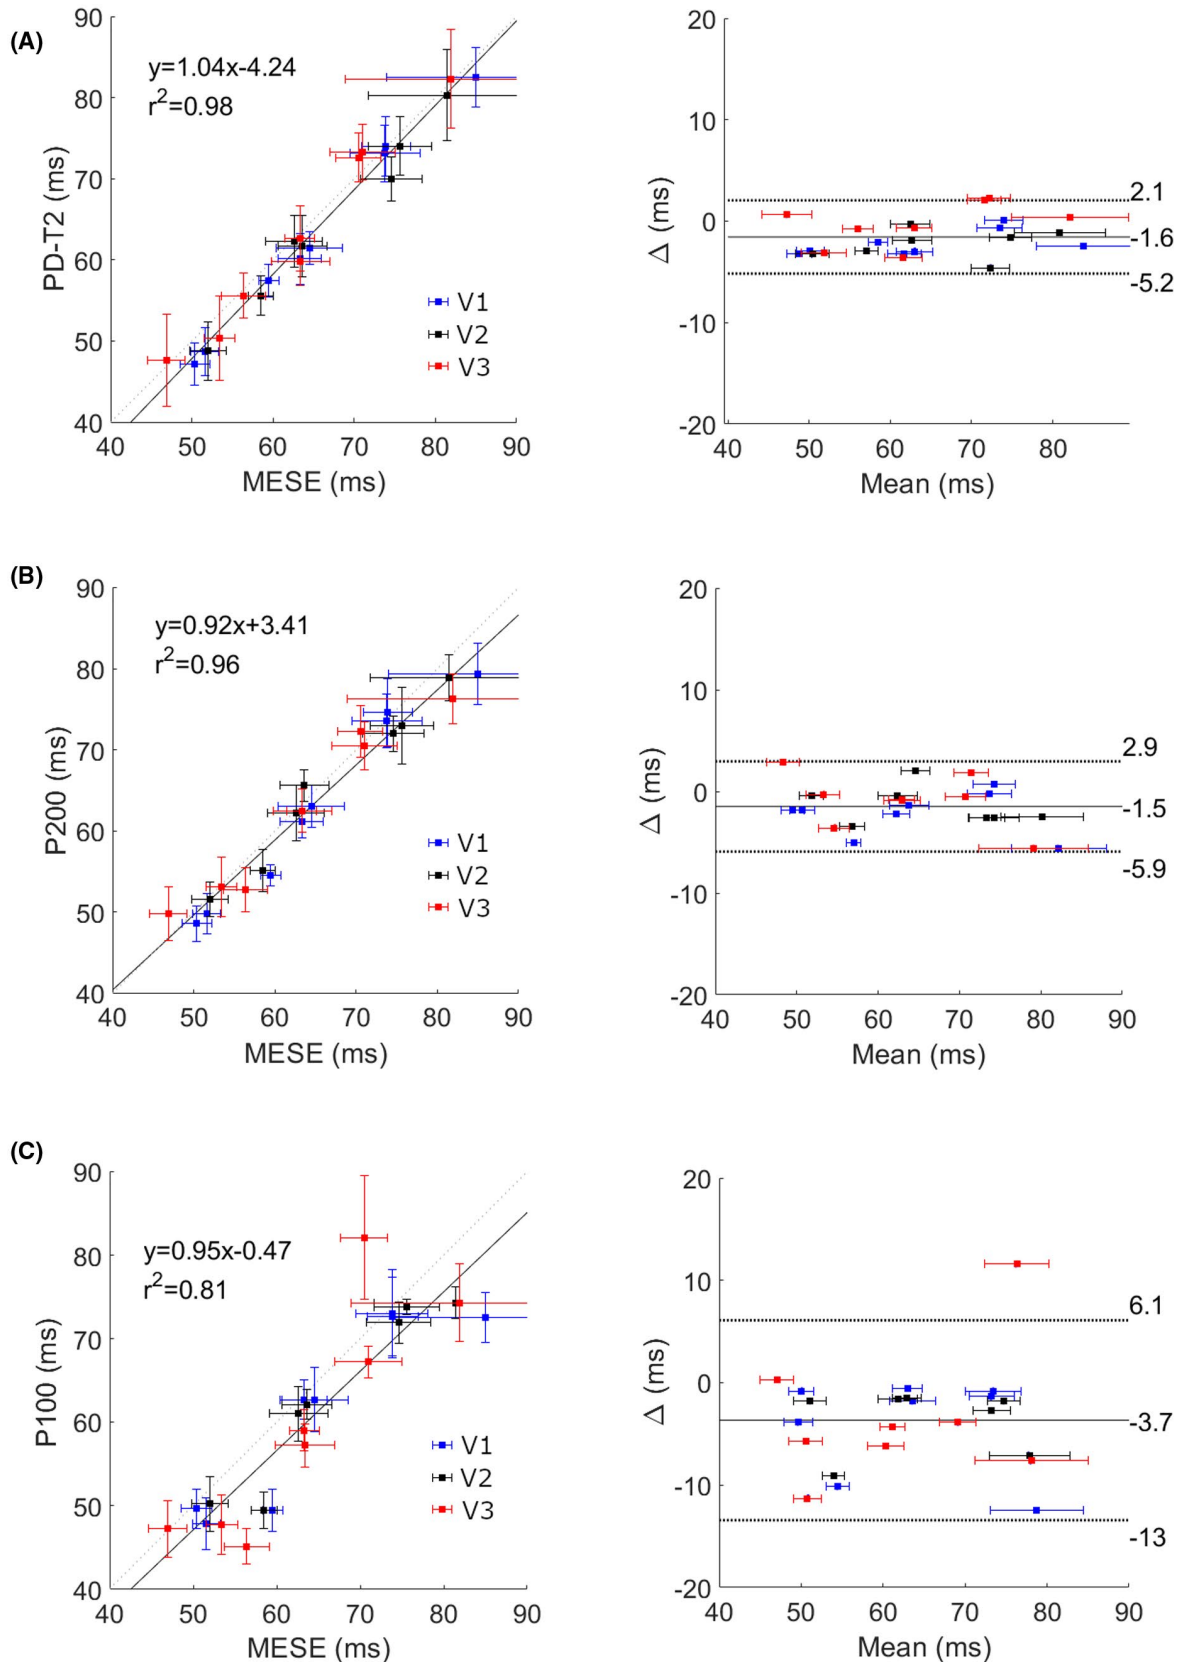 (A)
90
80
70
60
50
40
PD-T2 (ms)
y=1.04x-4.24
r²=0.98
V1
V2
V3
40 50 60 70 80 90
MESE (ms)
20
10
0
-10
-20
Δ (ms)
2.1
-1.6
-5.2
40 50 60 70 80
Mean (ms)
(B)
90
80
70
60
50
40
P200 (ms)
y=0.92x+3.41
r²=0.96
V1
V2
V3
40 50 60 70 80 90
MESE (ms)
20
10
0
-10
-20
Δ (ms)
2.9
-1.5
-5.9
40 50 60 70 80 90
Mean (ms)
(C)
90
80
70
60
50
40
P100 (ms)
y=0.95x-0.47
r²=0.81
V1
V2
V3
40 50 60 70 80 90
MESE (ms)
20
10
0
-10
-20
Δ (ms)
6.1
-3.7
-13
40 50 60 70 80 90
Mean (ms)